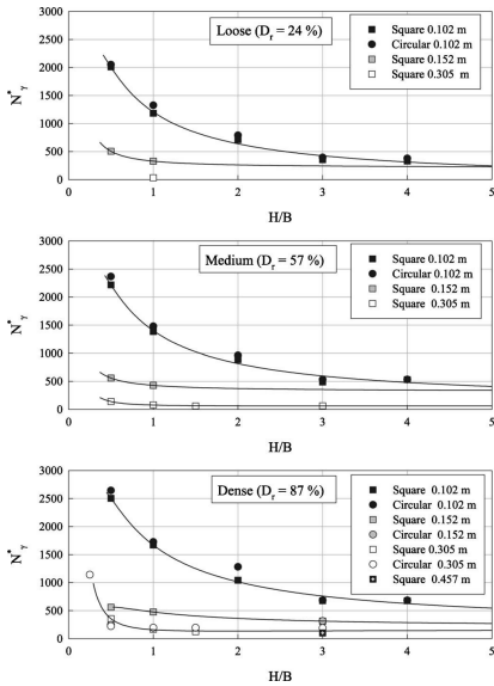 Loose (Dr = 24 %)
Square 0.102 m
Circular 0.102 m
Square 0.152 m
Square 0.305 m
3000
2500
2000
1500
1000
500
0
N*γ
0 1 2 3 4 5
H/B
Medium (Dr = 57 %)
Square 0.102 m
Circular 0.102 m
Square 0.152 m
Square 0.305 m
3000
2500
2000
1500
1000
500
0
N*γ
0 1 2 3 4 5
H/B
Dense (Dr = 87 %)
Square 0.102 m
Circular 0.102 m
Square 0.152 m
Circular 0.152 m
Square 0.305 m
Circular 0.305 m
Square 0.457 m
3000
2500
2000
1500
1000
500
0
N*γ
0 1 2 3 4 5
H/B